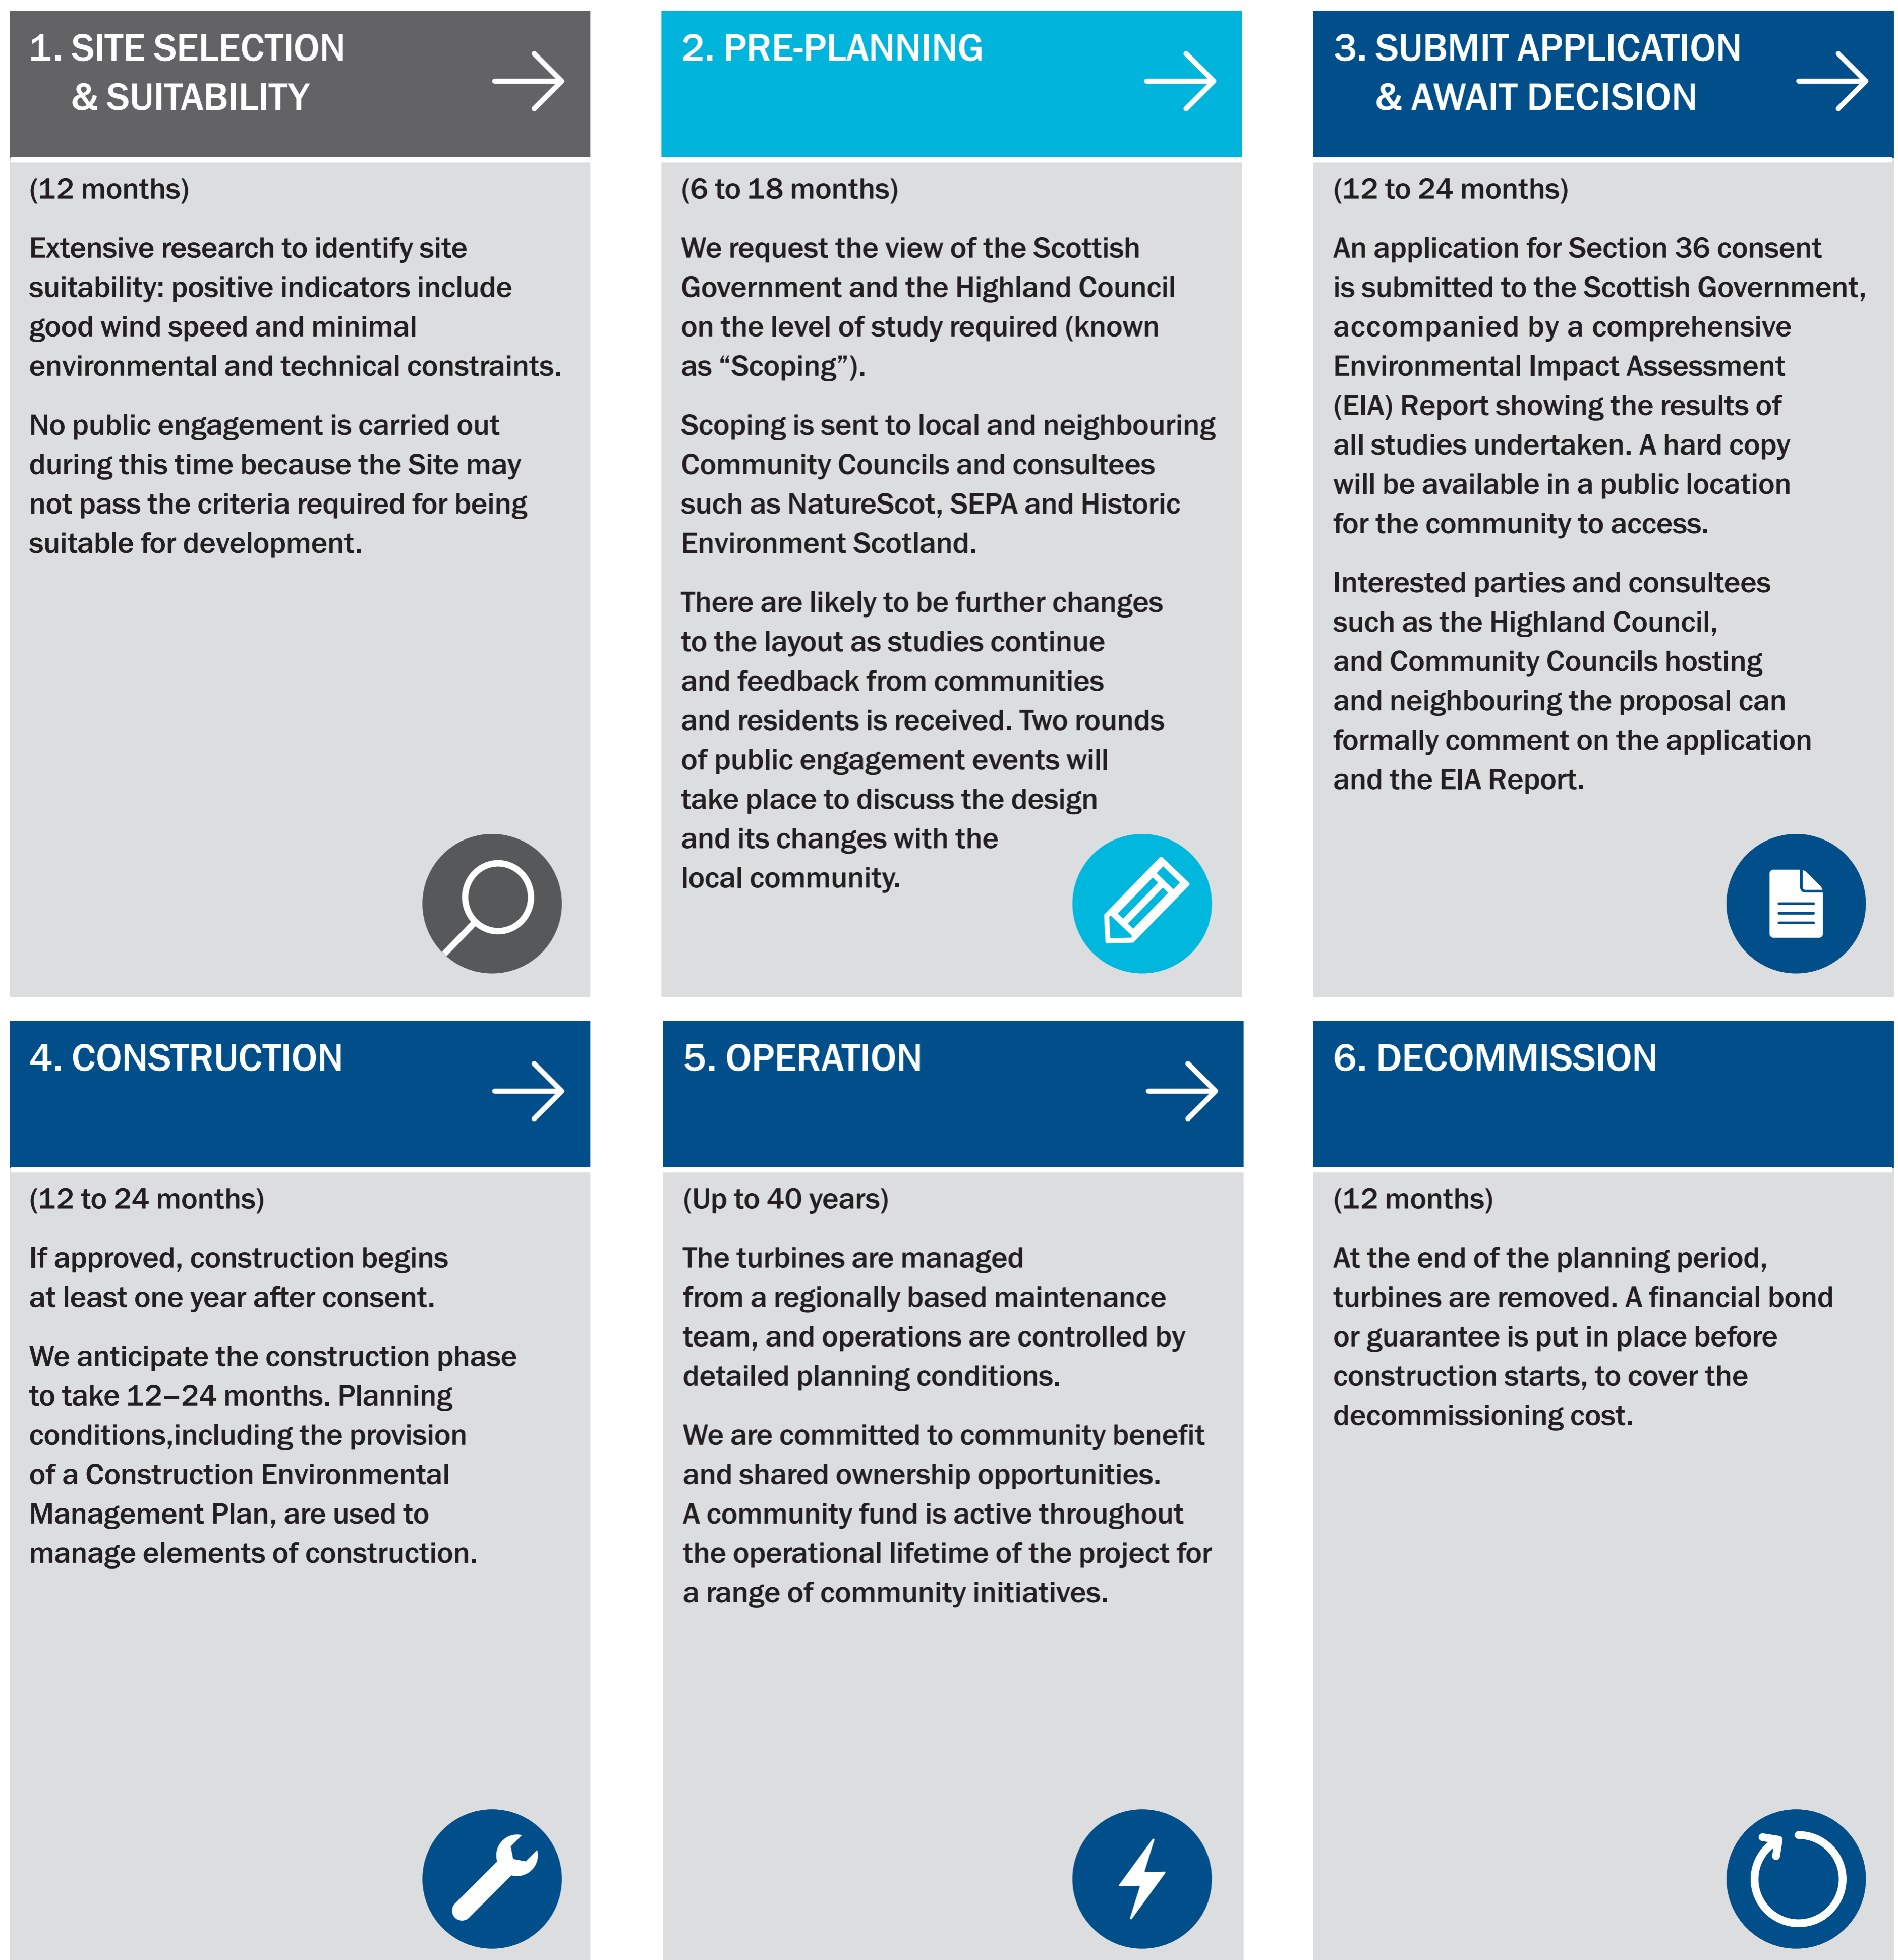 1. SITE SELECTION
& SUITABILITY
(12 months)
Extensive research to identify site
suitability: positive indicators include
good wind speed and minimal
environmental and technical constraints.
No public engagement is carried out
during this time because the Site may
not pass the criteria required for being
suitable for development.
2. PRE-PLANNING
(6 to 18 months)
We request the view of the Scottish
Government and the Highland Council
on the level of study required (known
as “Scoping”).
Scoping is sent to local and neighbouring
Community Councils and consultees
such as NatureScot, SEPA and Historic
Environment Scotland.
There are likely to be further changes
to the layout as studies continue
and feedback from communities
and residents is received. Two rounds
of public engagement events will
take place to discuss the design
and its changes with the
local community.
3. SUBMIT APPLICATION
& AWAIT DECISION
(12 to 24 months)
An application for Section 36 consent
is submitted to the Scottish Government,
accompanied by a comprehensive
Environmental Impact Assessment
(EIA) Report showing the results of
all studies undertaken. A hard copy
will be available in a public location
for the community to access.
Interested parties and consultees
such as the Highland Council,
and Community Councils hosting
and neighbouring the proposal can
formally comment on the application
and the EIA Report.
4. CONSTRUCTION
(12 to 24 months)
If approved, construction begins
at least one year after consent.
We anticipate the construction phase
to take 12–24 months. Planning
conditions,including the provision
of a Construction Environmental
Management Plan, are used to
manage elements of construction.
5. OPERATION
(Up to 40 years)
The turbines are managed
from a regionally based maintenance
team, and operations are controlled by
detailed planning conditions.
We are committed to community benefit
and shared ownership opportunities.
A community fund is active throughout
the operational lifetime of the project for
a range of community initiatives.
6. DECOMMISSION
(12 months)
At the end of the planning period,
turbines are removed. A financial bond
or guarantee is put in place before
construction starts, to cover the
decommissioning cost.